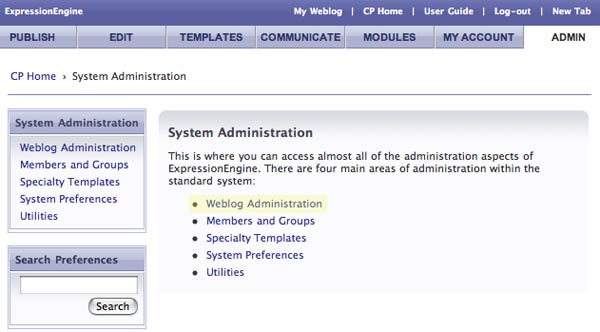 ExpressionEngine
My Weblog | CP Home | User Guide | Log-out | New Tab
PUBLISH EDIT TEMPLATES COMMUNICATE MODULES MY ACCOUNT ADMIN
CP Home › System Administration
System Administration
Weblog Administration
Members and Groups
Specialty Templates
System Preferences
Utilities
Search Preferences
Search
System Administration
This is where you can access almost all of the administration aspects of
ExpressionEngine. There are four main areas of administration within the
standard system:
• Weblog Administration
• Members and Groups
• Specialty Templates
• System Preferences
• Utilities